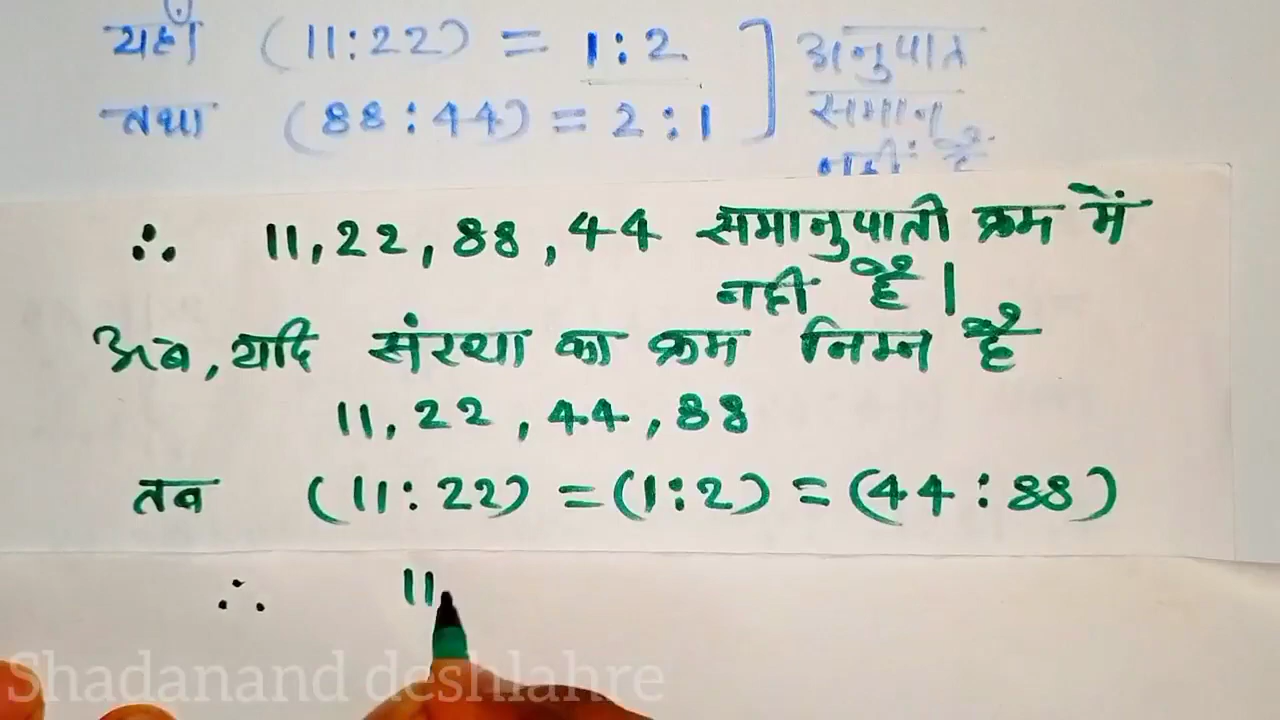 यहाँ (11:22) = 1:2 ] अनुपात
तथा (88:44) = 2:1 समान
नहीं है
∴ 11, 22, 88, 44 समानुपाती क्रम में
नहीं है।
अब, यदि संख्या का क्रम निम्न है
11, 22, 44, 88
तब (11:22) = (1:2) = (44:88)
∴ 11
Shadanand deshlahre